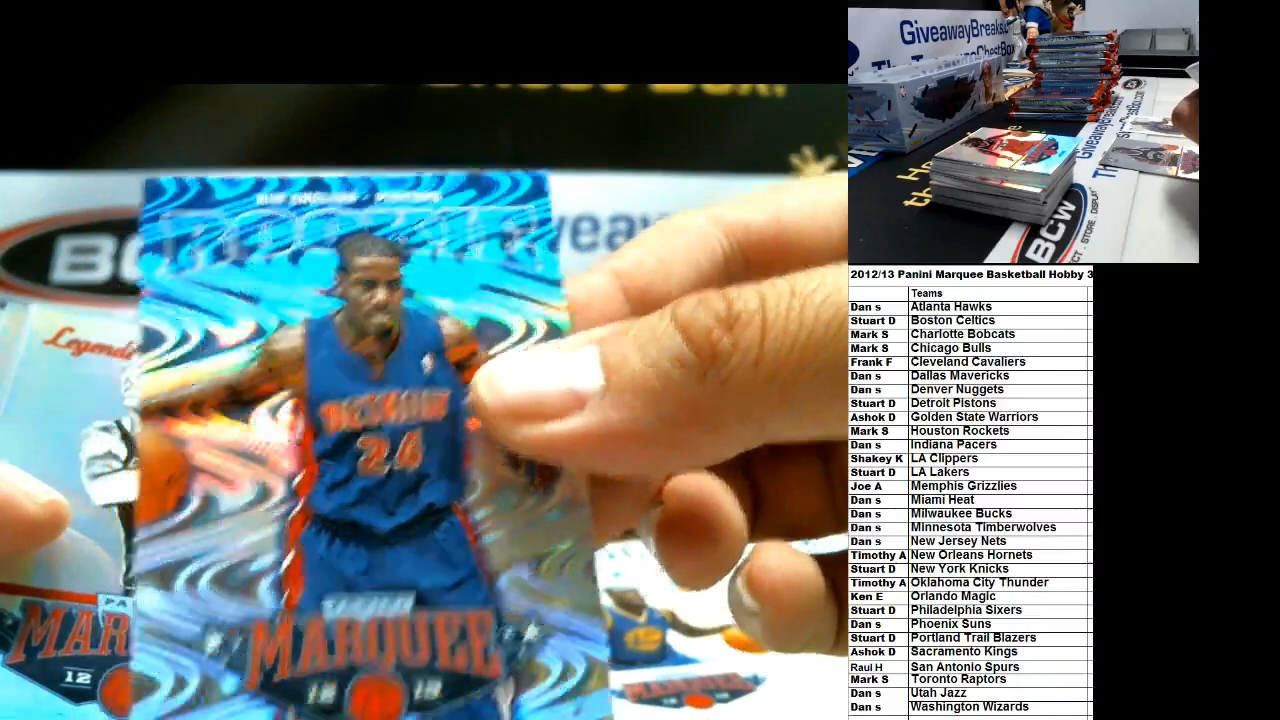 Legends
MARQUEE
24
MARQUEE
MAR
12
BCW
GiveawayBreaks
BCW
2012/13 Panini Marquee Basketball Hobby 3
Teams
Dan s Atlanta Hawks
Stuart D Boston Celtics
Mark S Charlotte Bobcats
Mark S Chicago Bulls
Frank F Cleveland Cavaliers
Dan s Dallas Mavericks
Dan s Denver Nuggets
Stuart D Detroit Pistons
Ashok D Golden State Warriors
Mark S Houston Rockets
Dan s Indiana Pacers
Shakey K LA Clippers
Stuart D LA Lakers
Joe A Memphis Grizzlies
Dan s Miami Heat
Dan s Milwaukee Bucks
Dan s Minnesota Timberwolves
Dan s New Jersey Nets
Timothy A New Orleans Hornets
Stuart D New York Knicks
Timothy A Oklahoma City Thunder
Ken E Orlando Magic
Stuart D Philadelphia Sixers
Dan s Phoenix Suns
Stuart D Portland Trail Blazers
Ashok D Sacramento Kings
Raul H San Antonio Spurs
Mark S Toronto Raptors
Dan s Utah Jazz
Dan s Washington Wizards